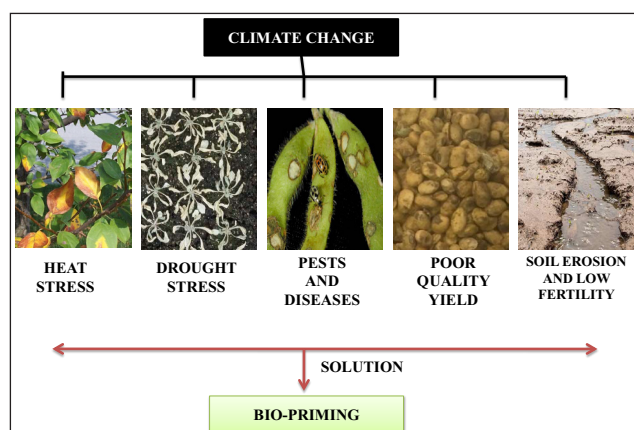 CLIMATE CHANGE
HEAT
STRESS
DROUGHT
STRESS
PESTS
AND
DISEASES
POOR
QUALITY
YIELD
SOIL EROSION
AND LOW
FERTILITY
SOLUTION
BIO-PRIMING